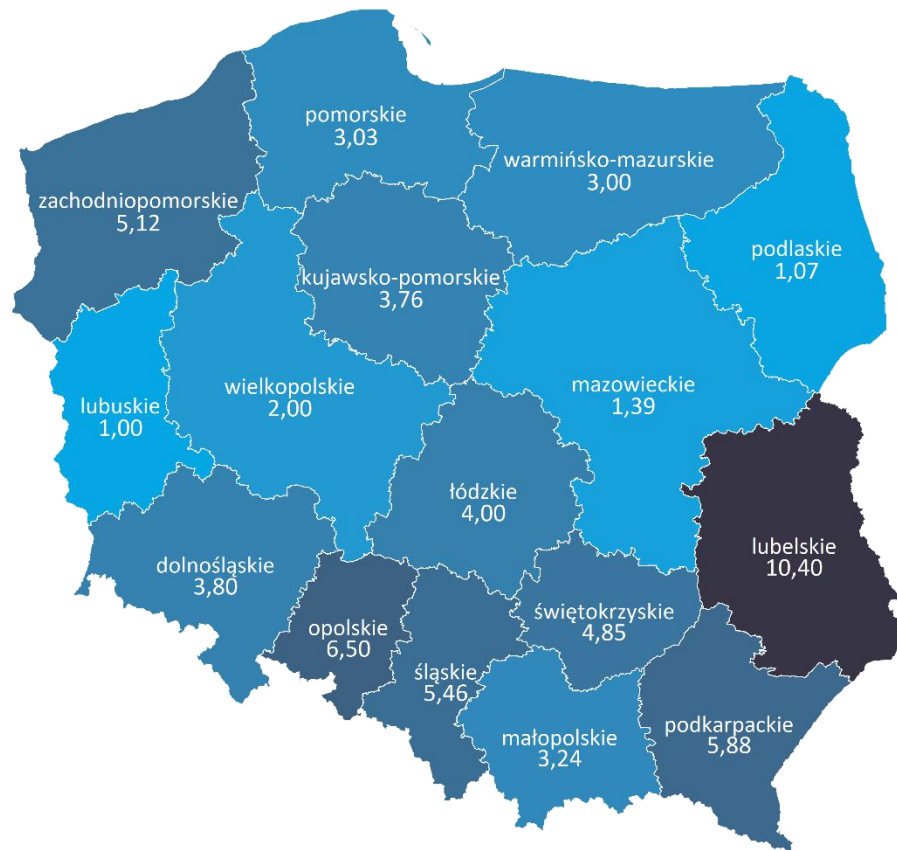 pomorskie
3,03
warmińsko-mazurskie
3,00
zachodniopomorskie
5,12
podlaskie
1,07
kujawsko-pomorskie
3,76
wielkopolskie
2,00
mazowieckie
1,39
lubuskie
1,00
łódzkie
4,00
lubelskie
10,40
dolnośląskie
3,80
świętokrzyskie
4,85
opolskie
6,50
śląskie
5,46
podkarpackie
5,88
małopolskie
3,24